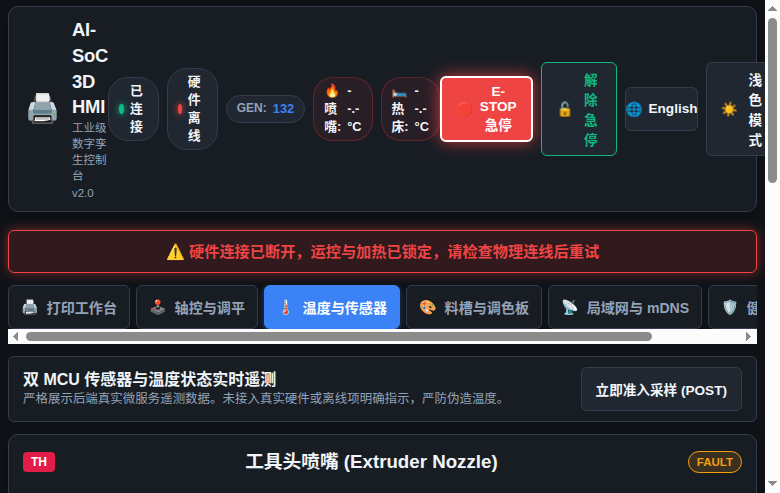 AI-
SoC
3D
HMI
工业级
数字孪
生控制
台
v2.0
已
连
接
硬
件
离
线
GEN: 132
🔥 -
喷 -.-
嘴: °C
🛏️ -
热 -.-
床: °C
E-
STOP
急停
解
除
急
停
English
浅
色
模
式
⚠️ 硬件连接已断开，运控与加热已锁定，请检查物理连线后重试
打印工作台
轴控与调平
温度与传感器
料槽与调色板
局域网与 mDNS
双 MCU 传感器与温度状态实时遥测
严格展示后端真实微服务遥测数据。未接入真实硬件或离线项明确指示，严防伪造温度。
立即准入采样 (POST)
TH
工具头喷嘴 (Extruder Nozzle)
FAULT